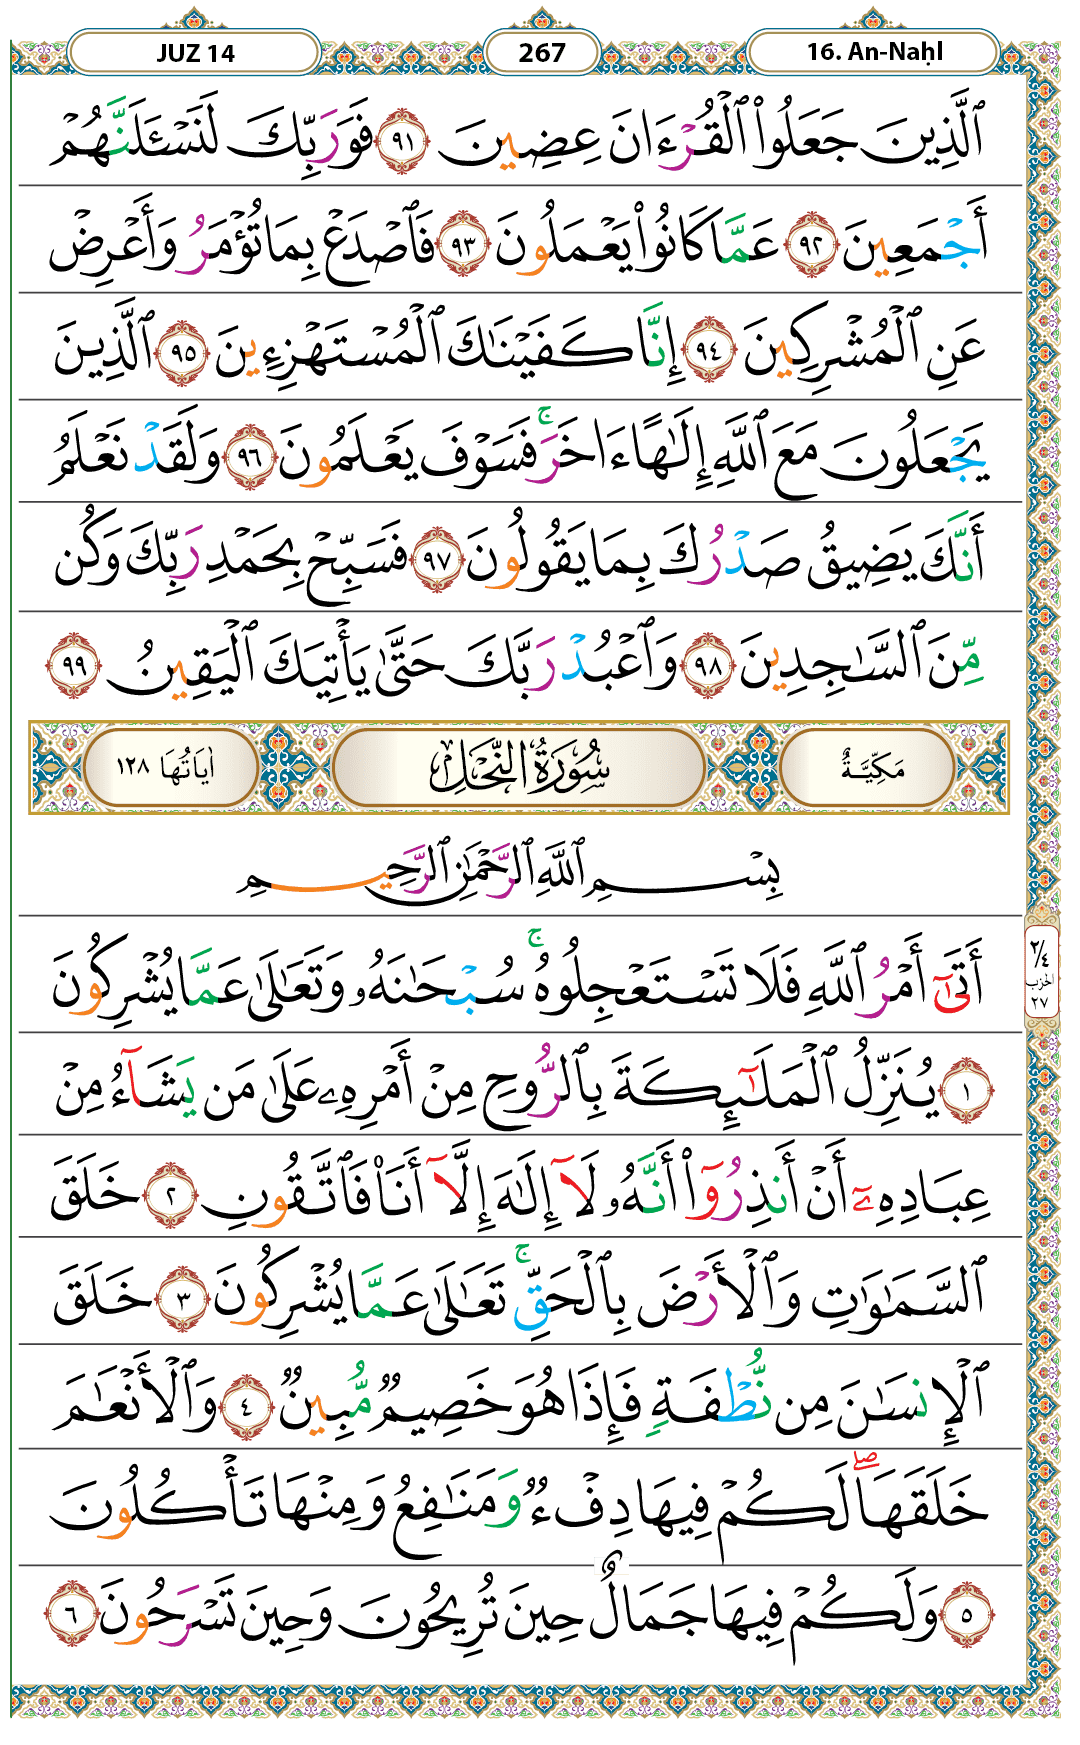 JUZ 14 267 16. An-Naḥl
ٱلَّذِينَ جَعَلُوا۟ ٱلْقُرْءَانَ عِضِينَ ٩١ فَوَرَبِّكَ لَنَسْـَٔلَنَّهُمْ
أَجْمَعِينَ ٩٢ عَمَّا كَانُوا۟ يَعْمَلُونَ ٩٣ فَٱصْدَعْ بِمَا تُؤْمَرُ وَأَعْرِضْ
عَنِ ٱلْمُشْرِكِينَ ٩٤ إِنَّا كَفَيْنَـٰكَ ٱلْمُسْتَهْزِءِينَ ٩٥ ٱلَّذِينَ
يَجْعَلُونَ مَعَ ٱللَّهِ إِلَـٰهًا ءَاخَرَ ۚ فَسَوْفَ يَعْلَمُونَ ٩٦ وَلَقَدْ نَعْلَمُ
أَنَّكَ يَضِيقُ صَدْرُكَ بِمَا يَقُولُونَ ٩٧ فَسَبِّحْ بِحَمْدِ رَبِّكَ وَكُن
مِّنَ ٱلسَّـٰجِدِينَ ٩٨ وَٱعْبُدْ رَبَّكَ حَتَّىٰ يَأْتِيَكَ ٱلْيَقِينُ ٩٩
مَكِّيَّةٌ سُورَةُ النَّحْلِ اٰيَاتُهَا ١٢٨
بِسْمِ ٱللَّهِ ٱلرَّحْمَـٰنِ ٱلرَّحِيمِ
أَتَىٰٓ أَمْرُ ٱللَّهِ فَلَا تَسْتَعْجِلُوهُ ۚ سُبْحَـٰنَهُۥ وَتَعَـٰلَىٰ عَمَّا يُشْرِكُونَ
١ يُنَزِّلُ ٱلْمَلَـٰٓئِكَةَ بِٱلرُّوحِ مِنْ أَمْرِهِۦ عَلَىٰ مَن يَشَآءُ مِنْ
عِبَادِهِۦٓ أَنْ أَنذِرُوٓا۟ أَنَّهُۥ لَآ إِلَـٰهَ إِلَّآ أَنَا۠ فَٱتَّقُونِ ٢ خَلَقَ
ٱلسَّمَـٰوَٰتِ وَٱلْأَرْضَ بِٱلْحَقِّ ۚ تَعَـٰلَىٰ عَمَّا يُشْرِكُونَ ٣ خَلَقَ
ٱلْإِنسَـٰنَ مِن نُّطْفَةٍ فَإِذَا هُوَ خَصِيمٌ مُّبِينٌ ٤ وَٱلْأَنْعَـٰمَ
خَلَقَهَا ۖ لَكُمْ فِيهَا دِفْءٌ وَمَنَـٰفِعُ وَمِنْهَا تَأْكُلُونَ
٥ وَلَكُمْ فِيهَا جَمَالٌ حِينَ تُرِيحُونَ وَحِينَ تَسْرَحُونَ ٦
٢/٤
الحزب
٢٧